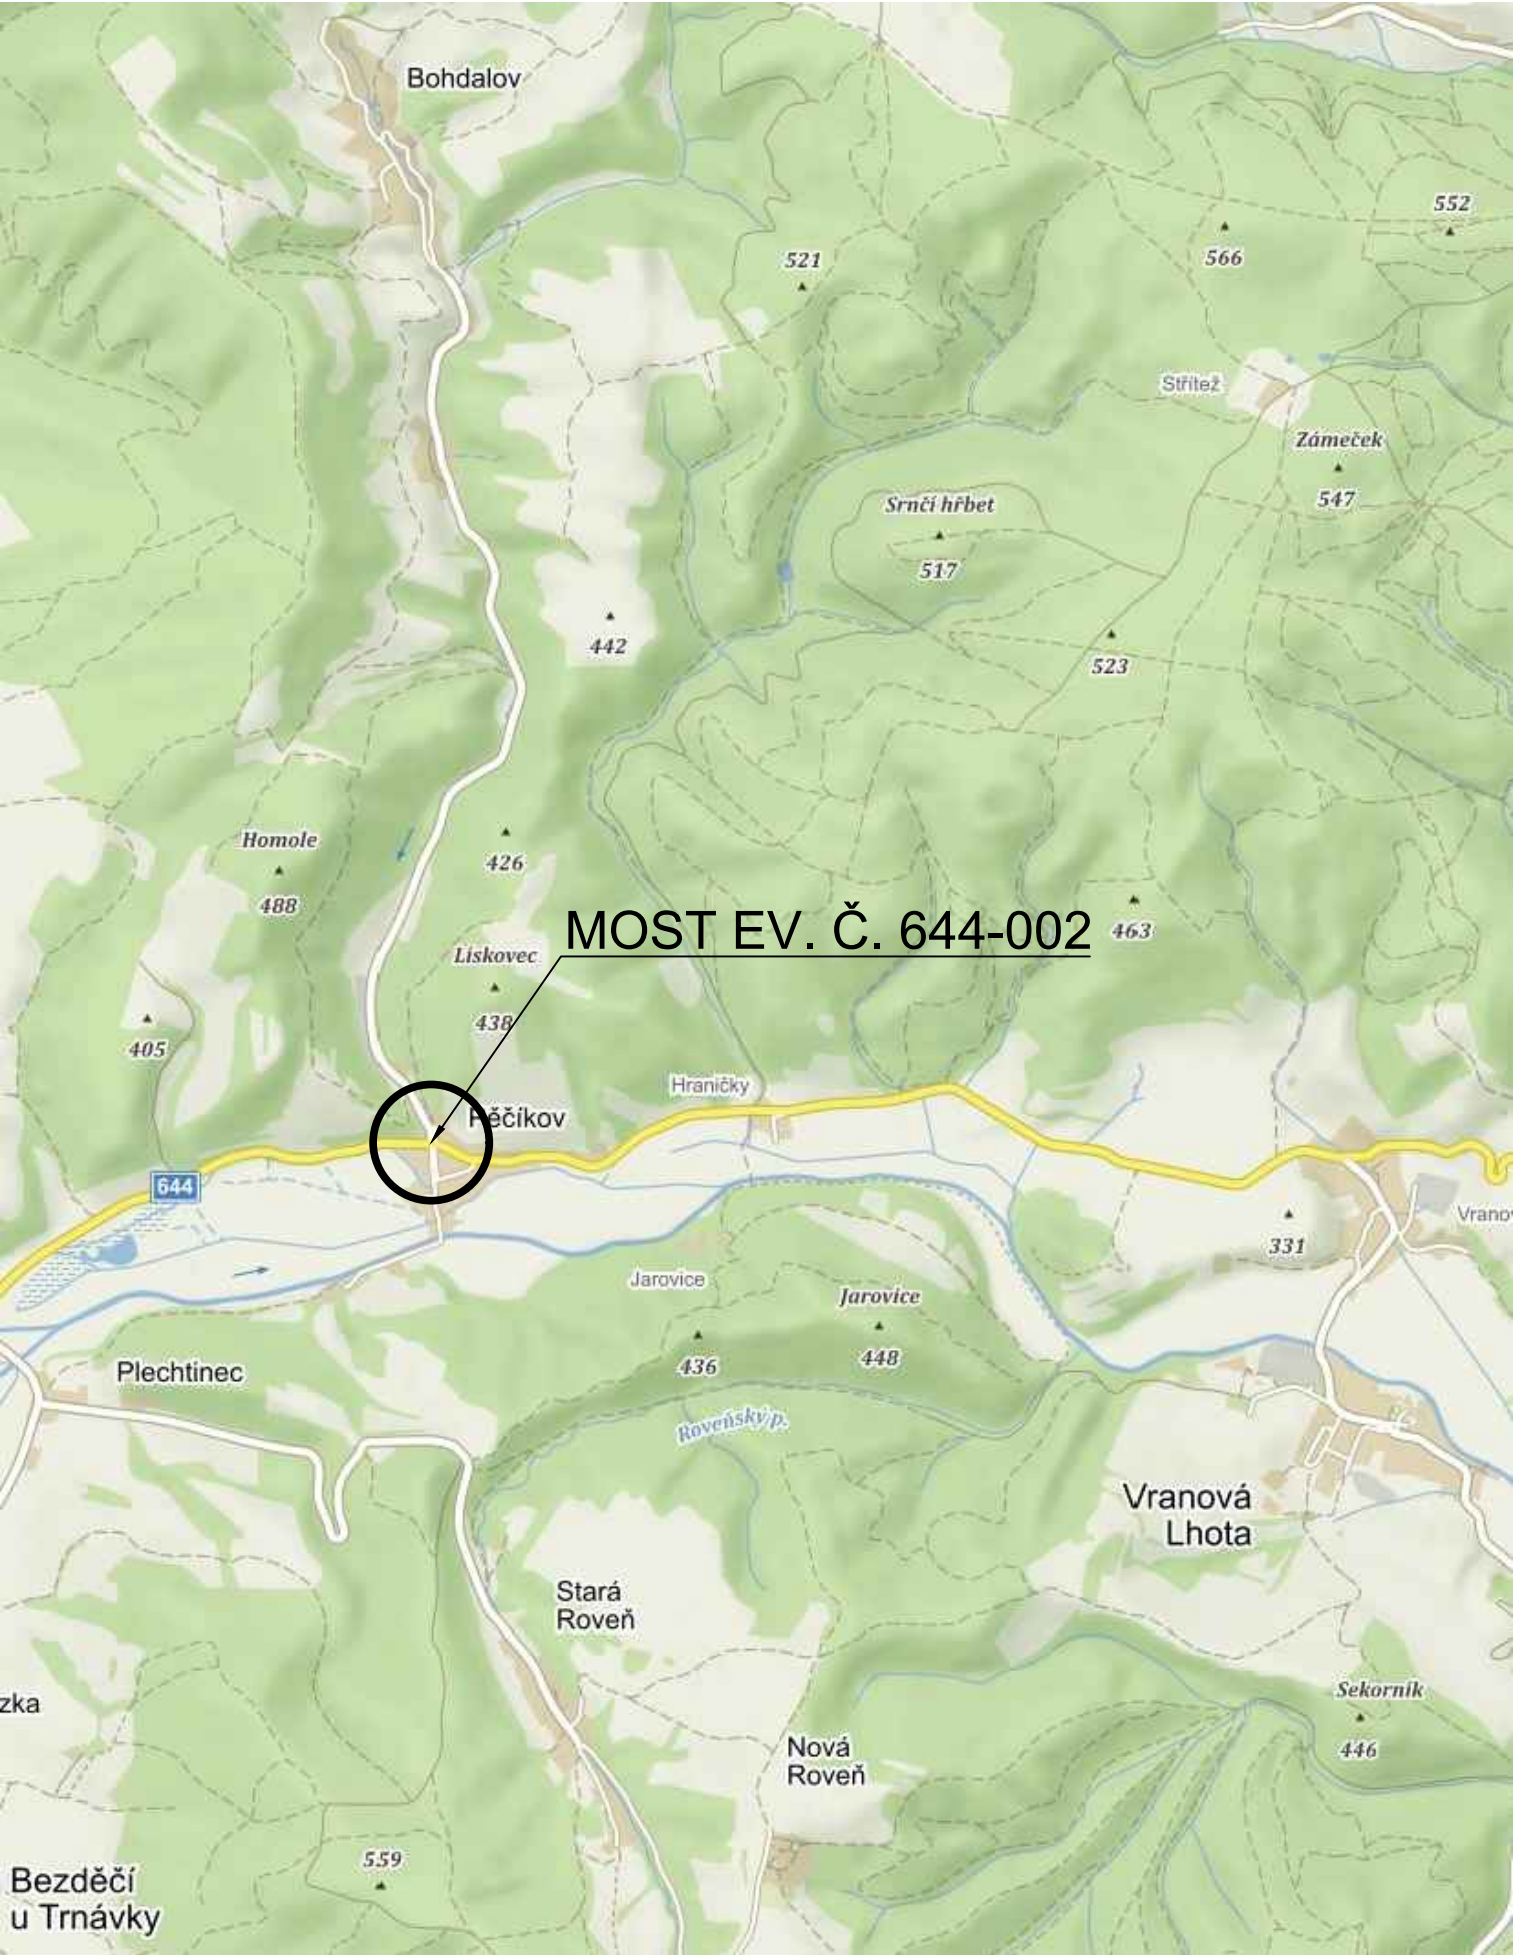 Bohdalov
552
566
521
Střítež
Zámeček
547
Srnčí hřbet
517
442
523
Homole
488
426
MOST EV. Č. 644-002
463
Lískovec
438
405
Hraničky
Pěčíkov
644
Vranov
331
Jarovice
Jarovice
436
448
Plechtinec
Roveňský p.
Vranová
Lhota
Stará
Roveň
zka
Sekorník
446
Nová
Roveň
559
Bezděčí
u Trnávky